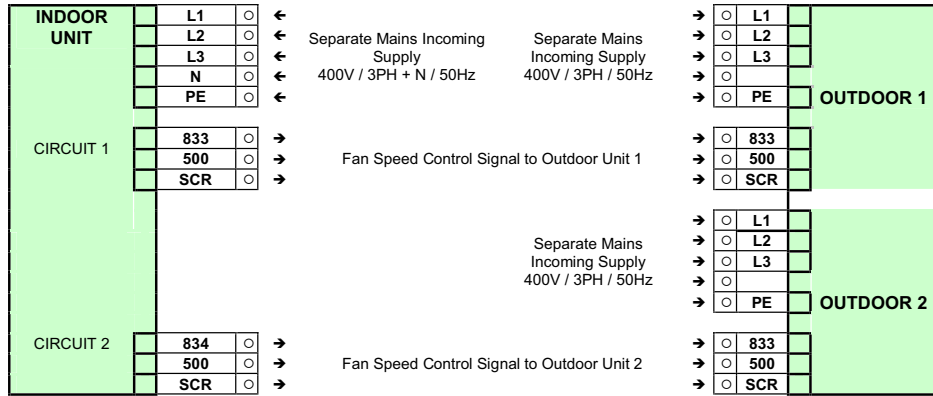 INDOOR
UNIT
L1
L2
L3
N
PE
Separate Mains Incoming
Supply
400V / 3PH + N / 50Hz
Separate Mains
Incoming Supply
400V / 3PH / 50Hz
L1
L2
L3
PE
OUTDOOR 1
CIRCUIT 1
833
500
SCR
Fan Speed Control Signal to Outdoor Unit 1
833
500
SCR
Separate Mains
Incoming Supply
400V / 3PH / 50Hz
L1
L2
L3
PE
OUTDOOR 2
CIRCUIT 2
834
500
SCR
Fan Speed Control Signal to Outdoor Unit 2
833
500
SCR